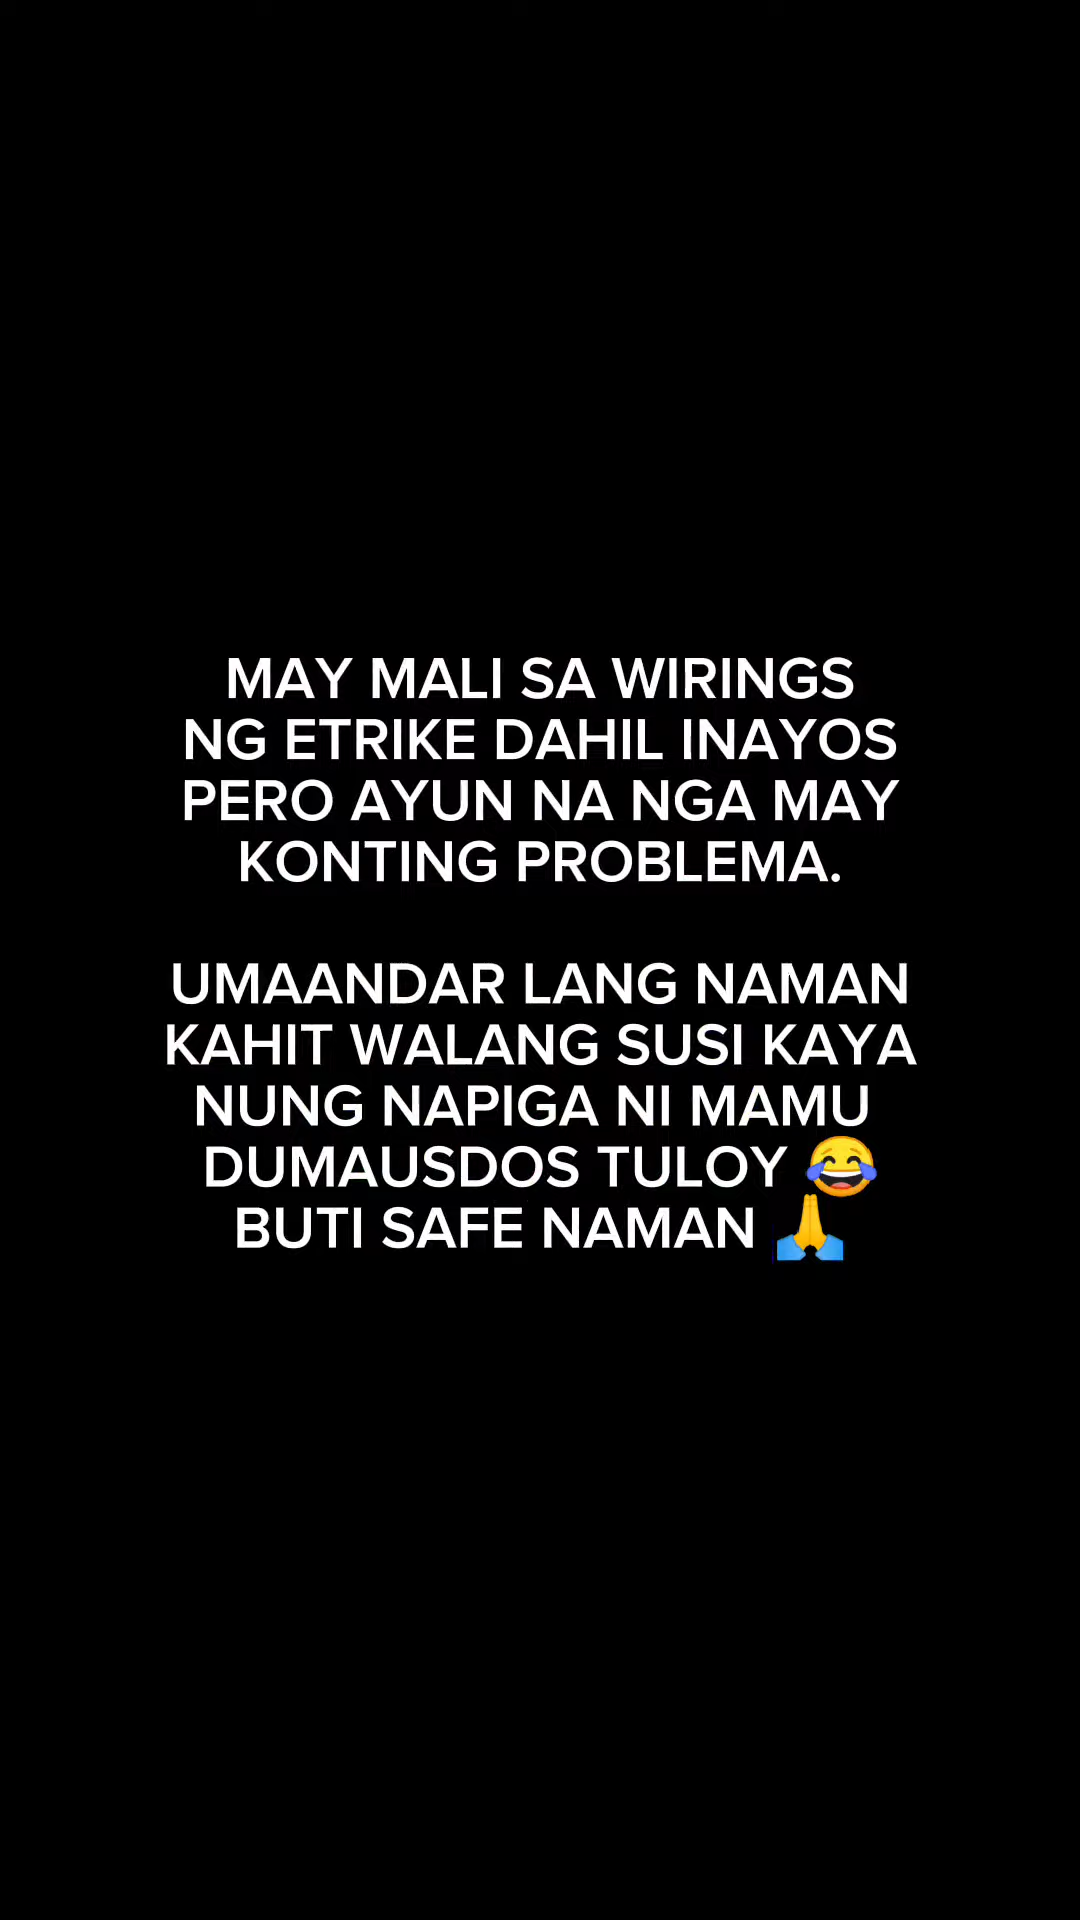 MAY MALI SA WIRINGS
NG ETRIKE DAHIL INAYOS
PERO AYUN NA NGA MAY
KONTING PROBLEMA.
UMAANDAR LANG NAMAN
KAHIT WALANG SUSI KAYA
NUNG NAPIGA NI MAMU
DUMAUSDOS TULOY 😂
BUTI SAFE NAMAN 🙏